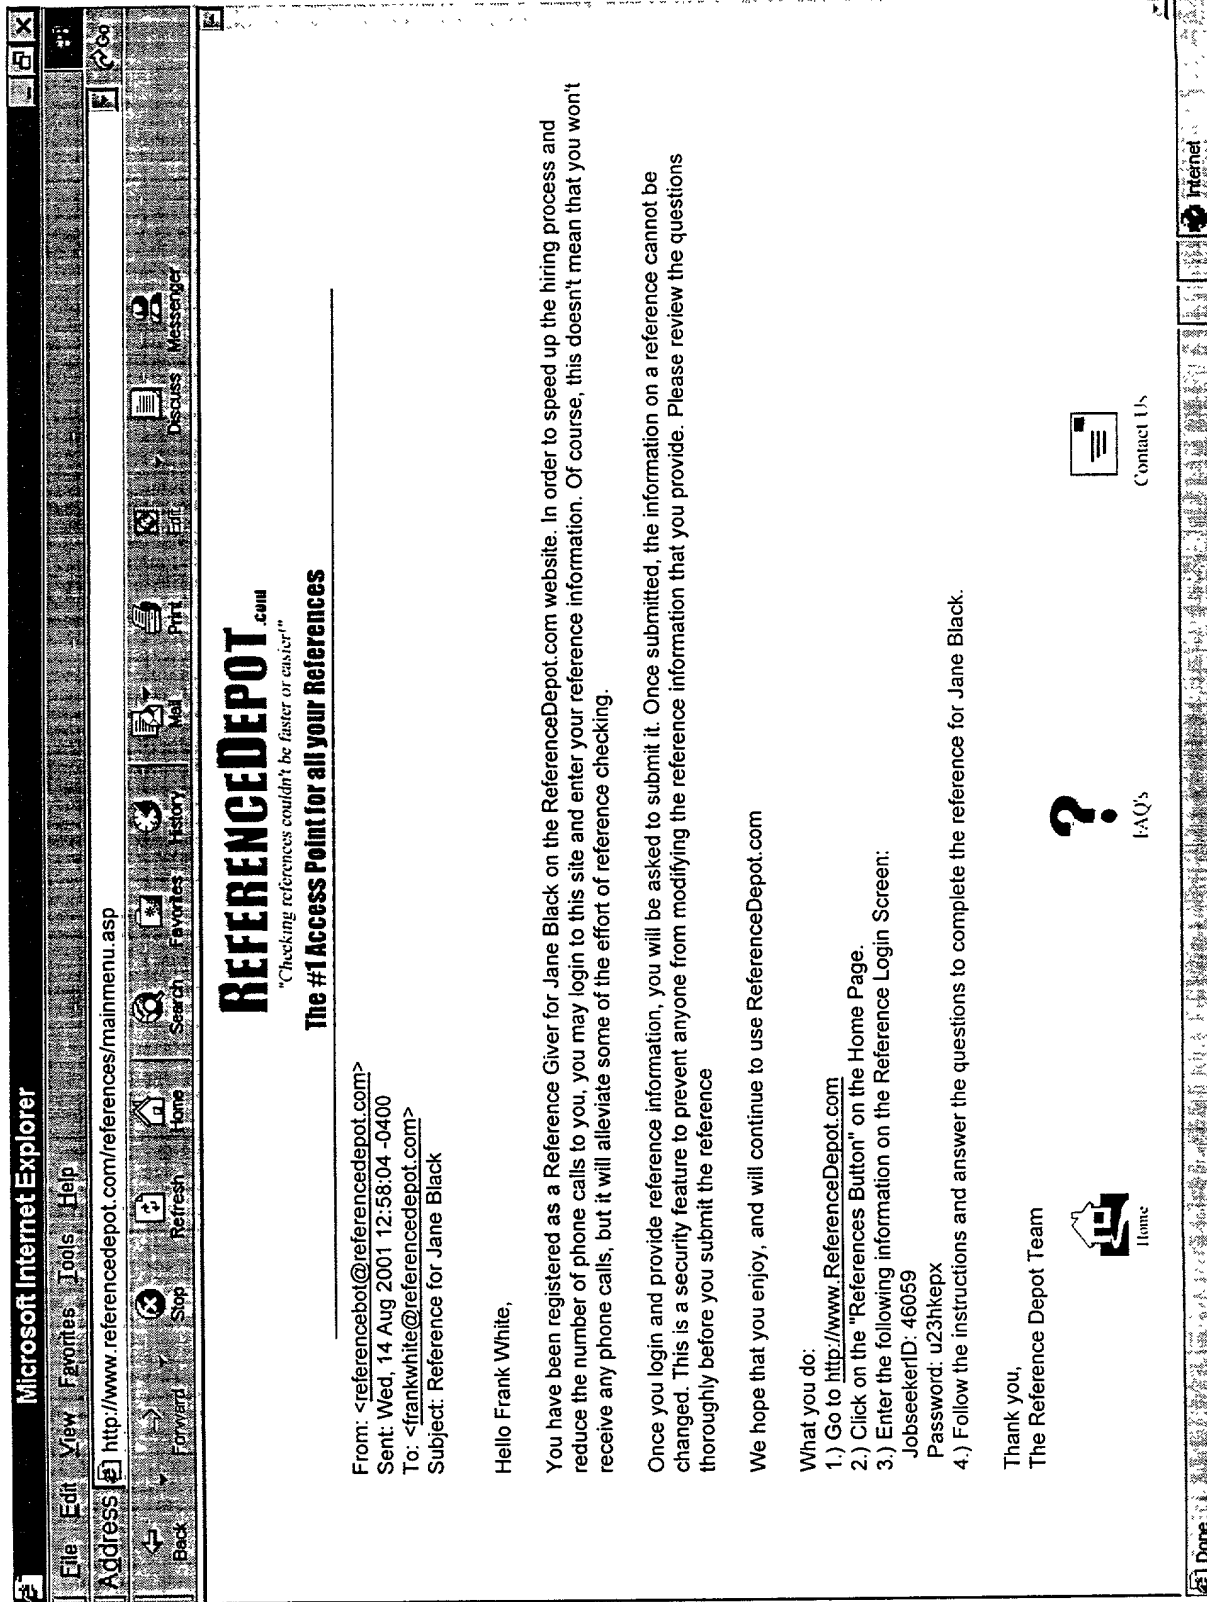 Microsoft Internet Explorer
File Edit View Favorites Tools Help
Address http://www.referencedepot.com/references/mainmenu.asp Go
Back Forward Stop Refresh Home Search Favorites History Mail Print Edit Discuss Messenger
REFERENCEDEPOT.com
"Checking references couldn't be faster or easier!"
The #1 Access Point for all your References
From: <referencebot@referencedepot.com>
Sent: Wed, 14 Aug 2001 12:58:04 -0400
To: <frankwhite@referencedepot.com>
Subject: Reference for Jane Black
Hello Frank White,
You have been registered as a Reference Giver for Jane Black on the ReferenceDepot.com website. In order to speed up the hiring process and
reduce the number of phone calls to you, you may login to this site and enter your reference information. Of course, this doesn't mean that you won't
receive any phone calls, but it will alleviate some of the effort of reference checking.
Once you login and provide reference information, you will be asked to submit it. Once submitted, the information on a reference cannot be
changed. This is a security feature to prevent anyone from modifying the reference information that you provide. Please review the questions
thoroughly before you submit the reference
We hope that you enjoy, and will continue to use ReferenceDepot.com
What you do:
1.) Go to http://www.ReferenceDepot.com
2.) Click on the "References Button" on the Home Page.
3.) Enter the following information on the Reference Login Screen:
JobseekerID: 46059
Password: u23hkepx
4.) Follow the instructions and answer the questions to complete the reference for Jane Black.
Thank you,
The Reference Depot Team
Home FAQ's Contact Us
Done Internet